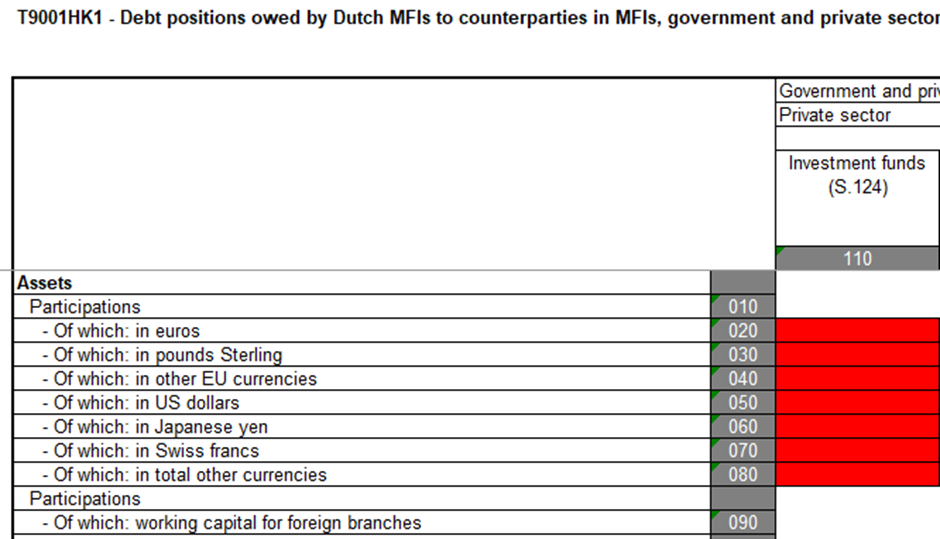 T9001HK1 - Debt positions owed by Dutch MFIs to counterparties in MFIs, government and private sector
Government and
Private sector
Investment funds
(S.124)
110
Assets
Participations 010
- Of which: in euros 020
- Of which: in pounds Sterling 030
- Of which: in other EU currencies 040
- Of which: in US dollars 050
- Of which: in Japanese yen 060
- Of which: in Swiss francs 070
- Of which: in total other currencies 080
Participations
- Of which: working capital for foreign branches 090